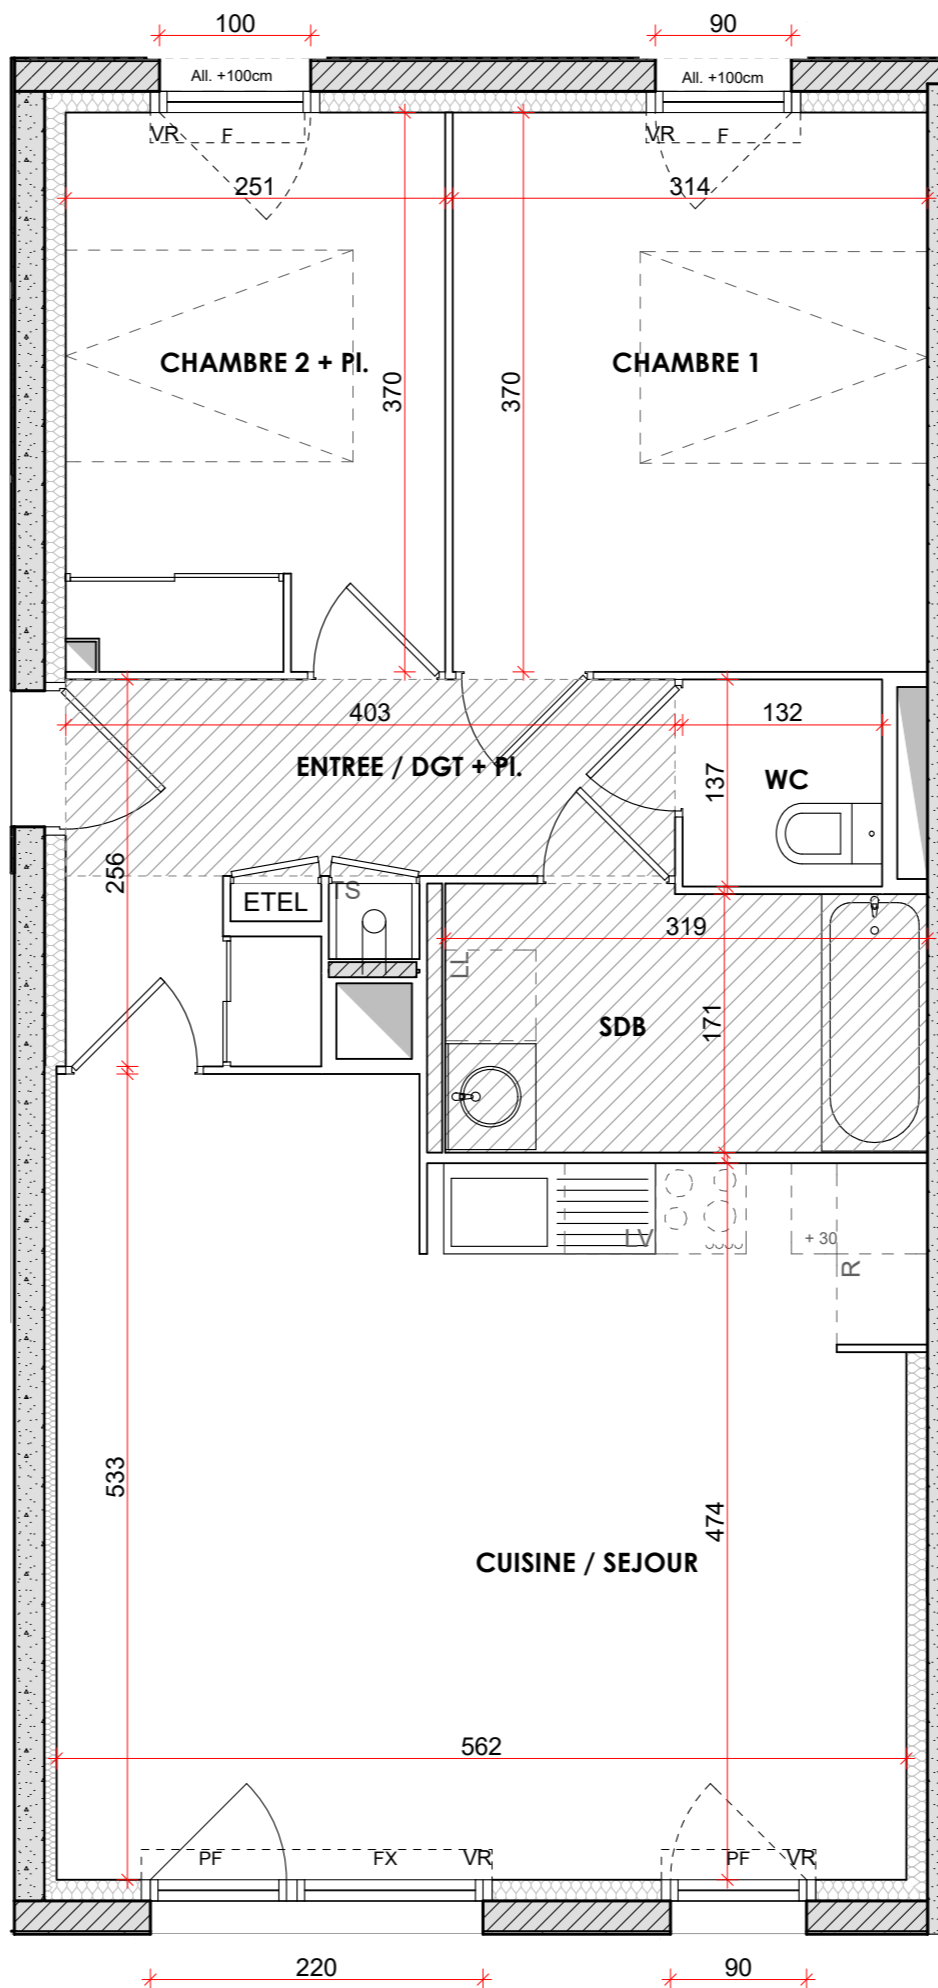 100
90
All. +100cm
All. +100cm
VR
F
VR
F
251
314
CHAMBRE 2 + Pl.
CHAMBRE 1
370
370
403
132
ENTREE / DGT + Pl.
WC
137
256
ETEL
TS
319
LL
SDB
171
LV
+ 30
R
533
474
CUISINE / SEJOUR
562
PF
FX
VR
PF
VR
220
90